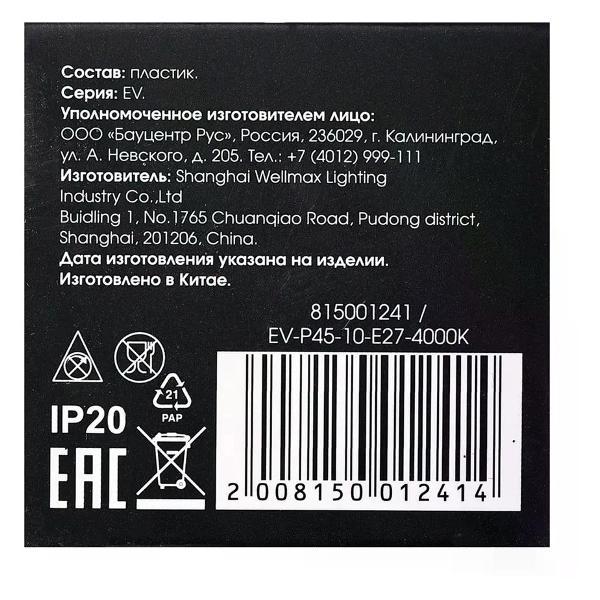 Состав: пластик.
Серия: EV.
Уполномоченное изготовителем лицо:
ООО «Бауцентр Рус», Россия, 236029, г. Калининград,
ул. А. Невского, д. 205. Тел.: +7 (4012) 999-111
Изготовитель: Shanghai Wellmax Lighting
Industry Co.,Ltd
Buidling 1, No.1765 Chuanqiao Road, Pudong district,
Shanghai, 201206, China.
Дата изготовления указана на изделии.
Изготовлено в Китае.
815001241 /
EV-P45-10-E27-4000K
21
PAP
IP20
EAC
2 008150 012414